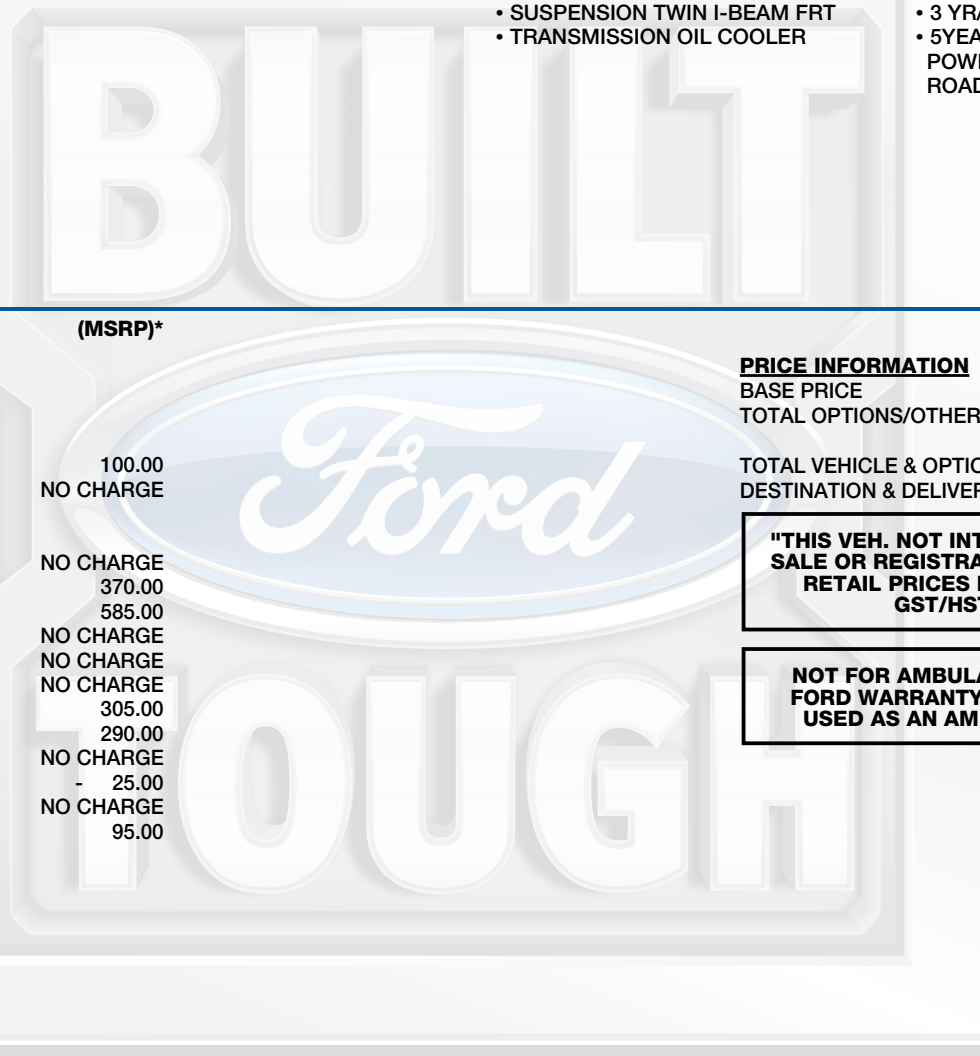 • SUSPENSION TWIN I-BEAM FRT
• TRANSMISSION OIL COOLER
• 3
• 5YEA
POW
ROAD
BUILT
Ford
TOUGH
(MSRP)*
100.00
NO CHARGE
NO CHARGE
370.00
585.00
NO CHARGE
NO CHARGE
NO CHARGE
305.00
290.00
NO CHARGE
- 25.00
NO CHARGE
95.00
PRICE INFORMATION
BASE PRICE
TOTAL OPTIONS/OTHER
TOTAL VEHICLE & OPTIO
DESTINATION & DELIVER
"THIS VEH. NOT INT
SALE OR REGISTRA
RETAIL PRICES
GST/HST
NOT FOR AMBULA
FORD WARRANTY
USED AS AN AM